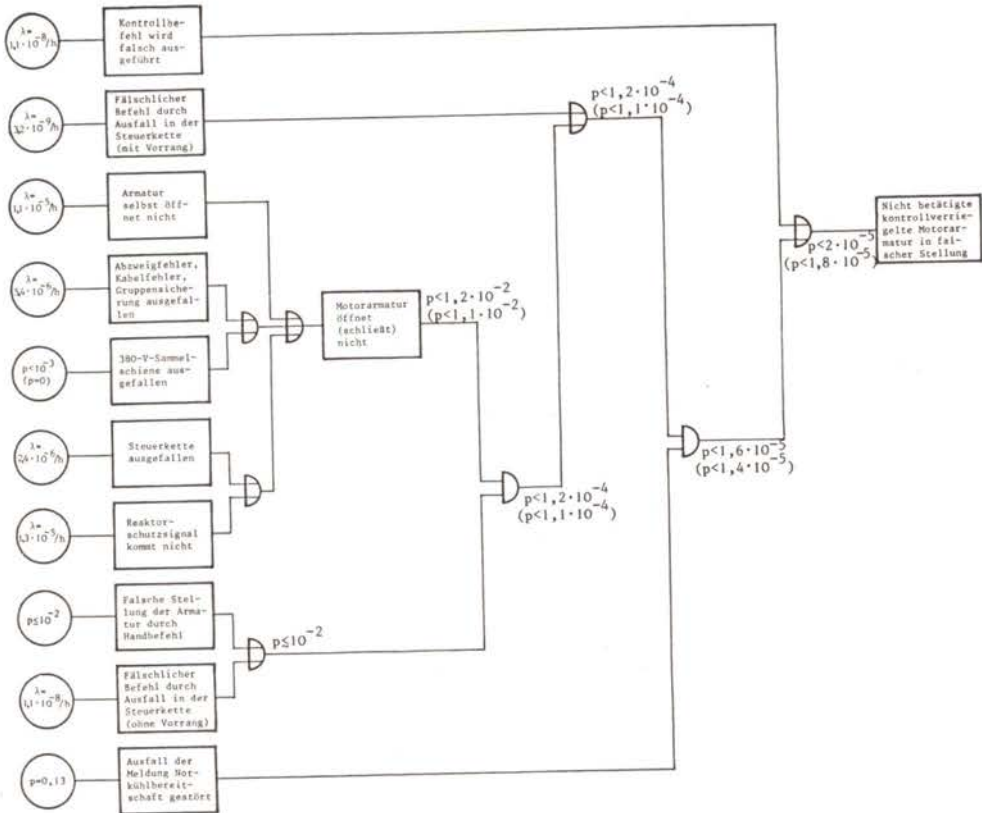 λ=
1,1·10⁻⁸/h
Kontrollbe-
fehl wird
falsch aus-
geführt
λ=
3,2·10⁻⁹/h
Fälschlicher
Befehl durch
Ausfall in der
Steuerkette
(mit Vorrang)
p<1,2·10⁻⁴
(p<1,1·10⁻⁴)
λ=
1,1·10⁻⁵/h
Armatur
selbst öff-
net nicht
Nicht betätigte
kontrollverrie-
gelte Motorar-
matur in fal-
scher Stellung
p<2·10⁻⁵
(p<1,8·10⁻⁵)
λ=
5,4·10⁻⁶/h
Abzweigfehler,
Kabelfehler,
Gruppensiche-
rung ausgefal-
len
Motorarmatur
öffnet
(schließt)
nicht
p<1,2·10⁻²
(p<1,1·10⁻²)
p<10⁻³
(p=0)
380-V-Sammel-
schiene aus-
gefallen
λ=
2,4·10⁻⁶/h
Steuerkette
ausgefallen
p<1,6·10⁻⁵
(p<1,4·10⁻⁵)
λ=
1,3·10⁻⁵/h
Reaktor-
schutzsignal
kommt nicht
p<1,2·10⁻⁴
(p<1,1·10⁻⁴)
p≤10⁻²
Falsche Stel-
lung der Arma-
tur durch
Handbefehl
p≤10⁻²
λ=
1,1·10⁻⁸/h
Fälschlicher
Befehl durch
Ausfall in der
Steuerkette
(ohne Vorrang)
p=0,13
Ausfall der
Meldung Not-
kühlbereit-
schaft gestört